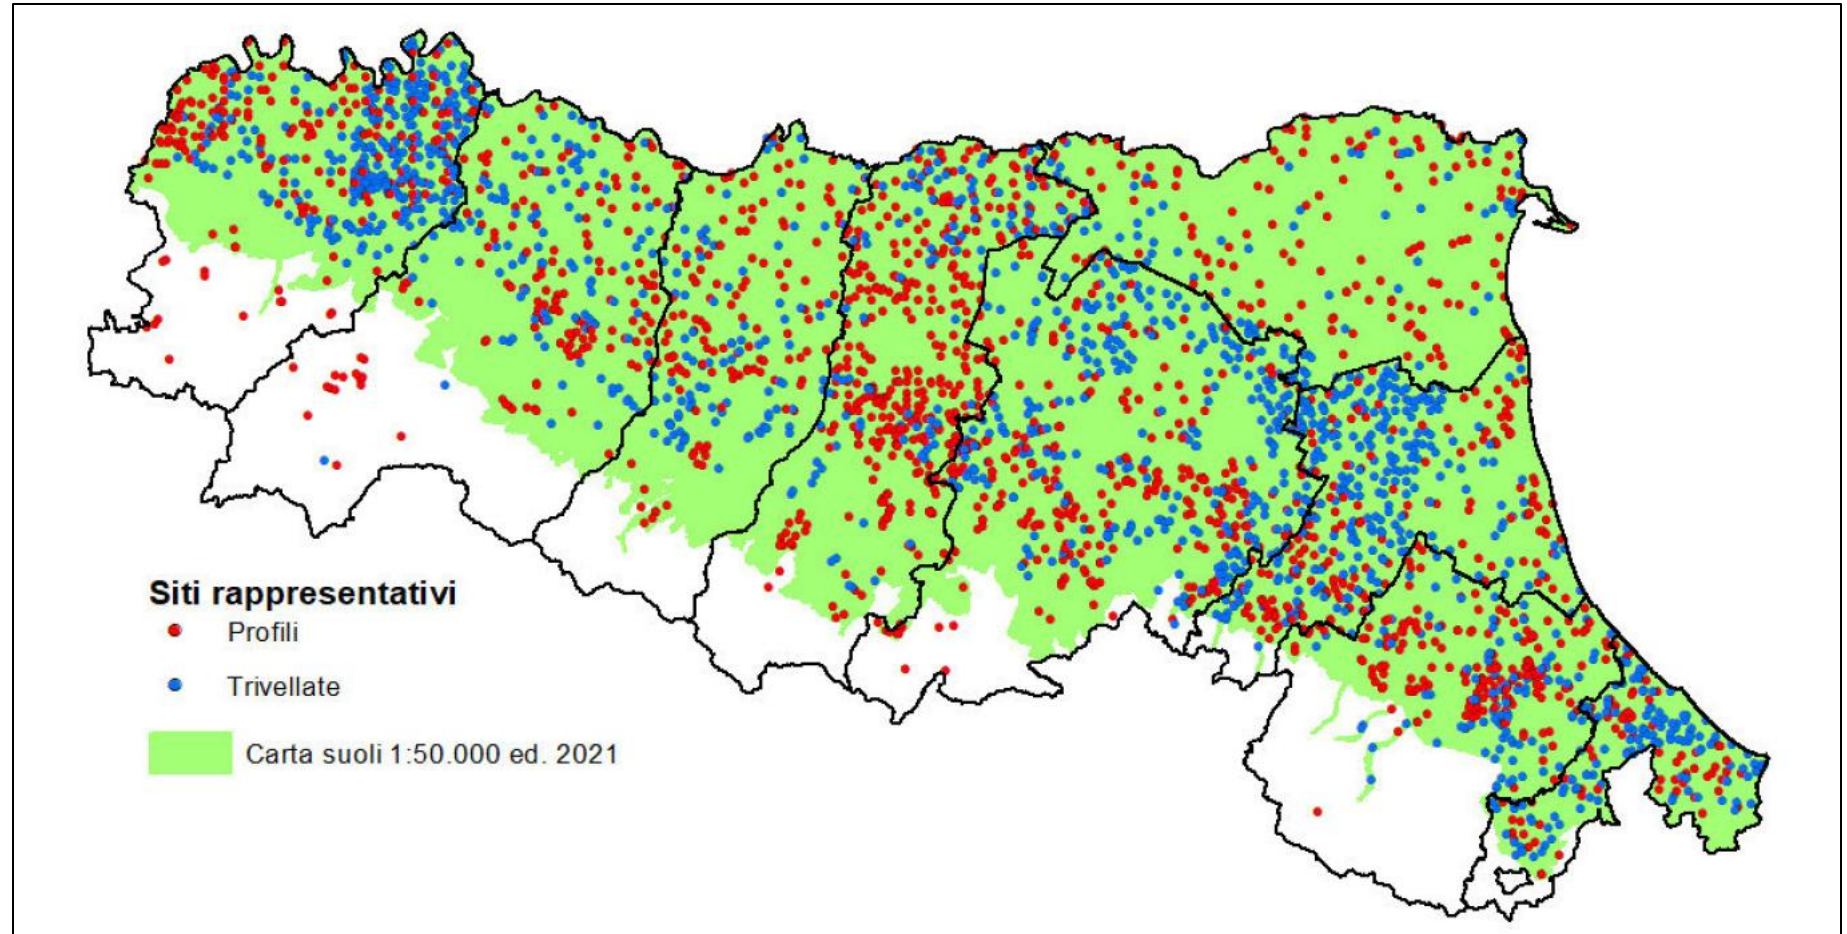 Siti rappresentativi
Profili
Trivellate
Carta suoli 1:50.000 ed. 2021